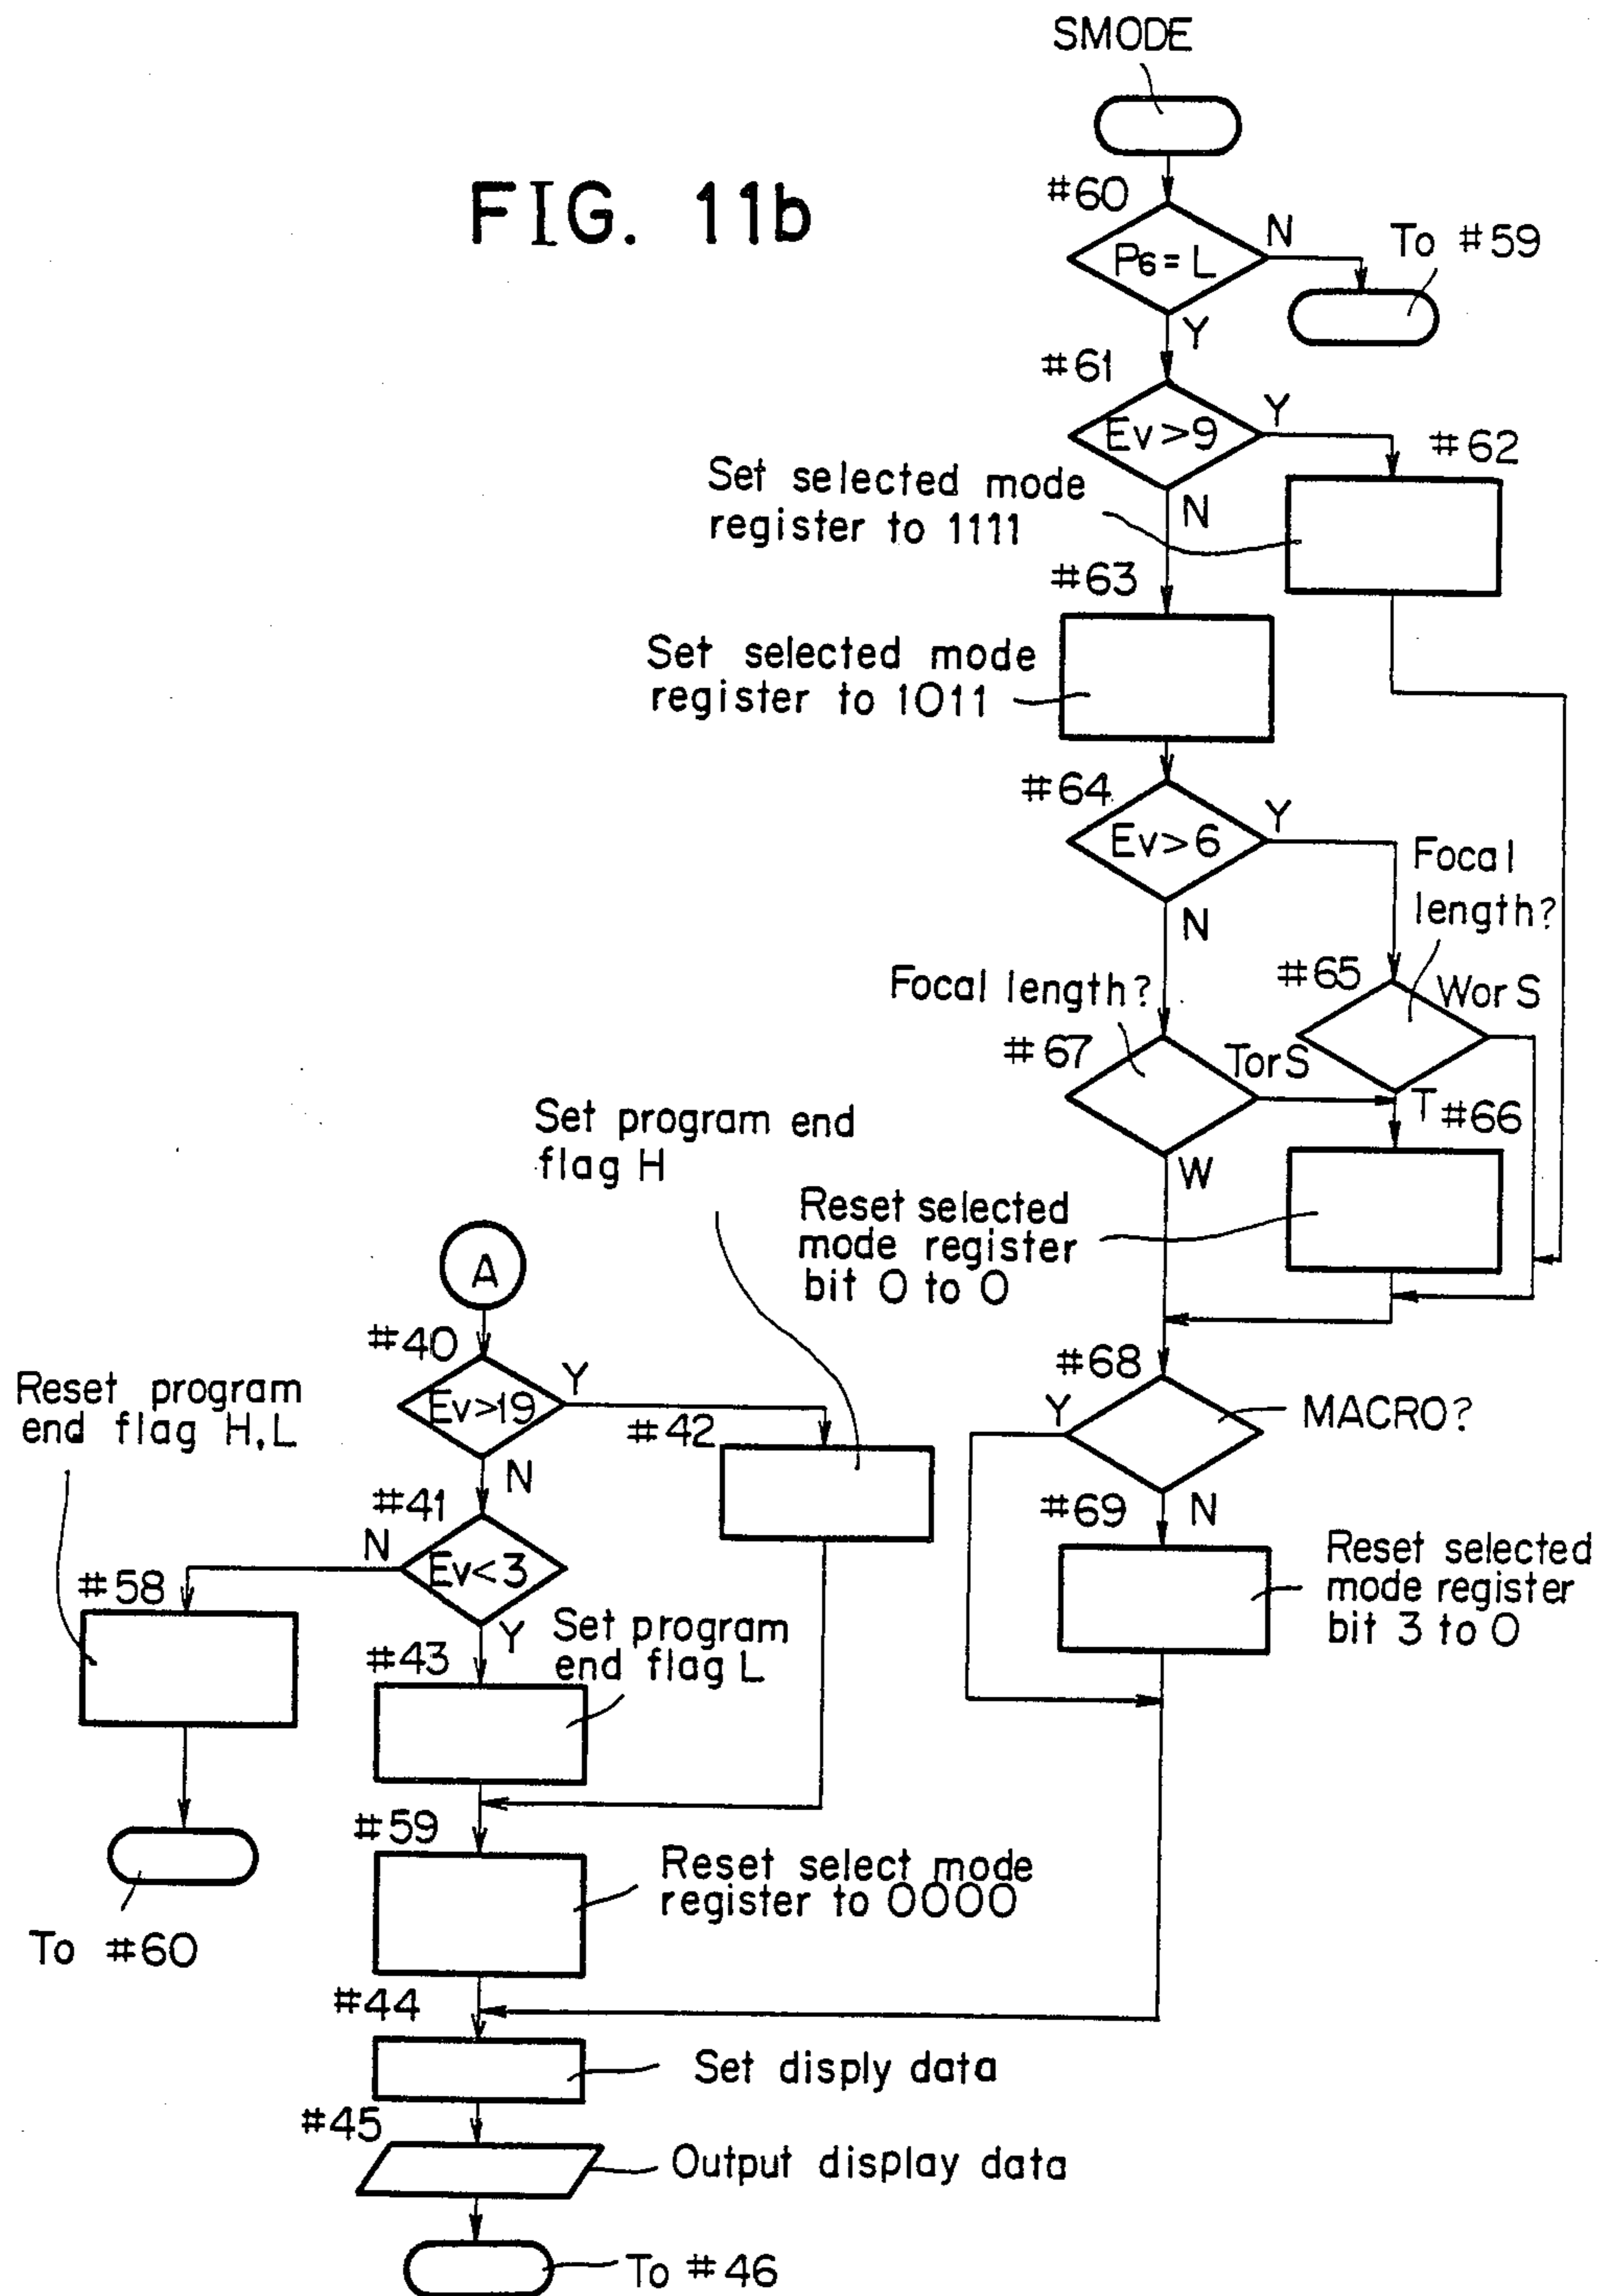 SMODE
FIG. 11b
#60
P6=L
N
To #59
Y
#61
Ev>9
Y
#62
Set selected mode
register to 1111
N
#63
Set selected mode
register to 1011
#64
Ev>6
Y
Focal
length?
N
Focal length?
#65
WorS
#67
TorS
T
#66
Set program end
flag H
W
Reset selected
mode register
bit 0 to 0
A
#40
Ev>19
Y
#42
Reset program
end flag H,L
N
#41
Ev<3
N
#58
Y
#43
Set program
end flag L
#68
Y
MACRO?
#69
N
Reset selected
mode register
bit 3 to 0
#59
Reset select mode
register to 0000
To #60
#44
Set disply data
#45
Output display data
To #46